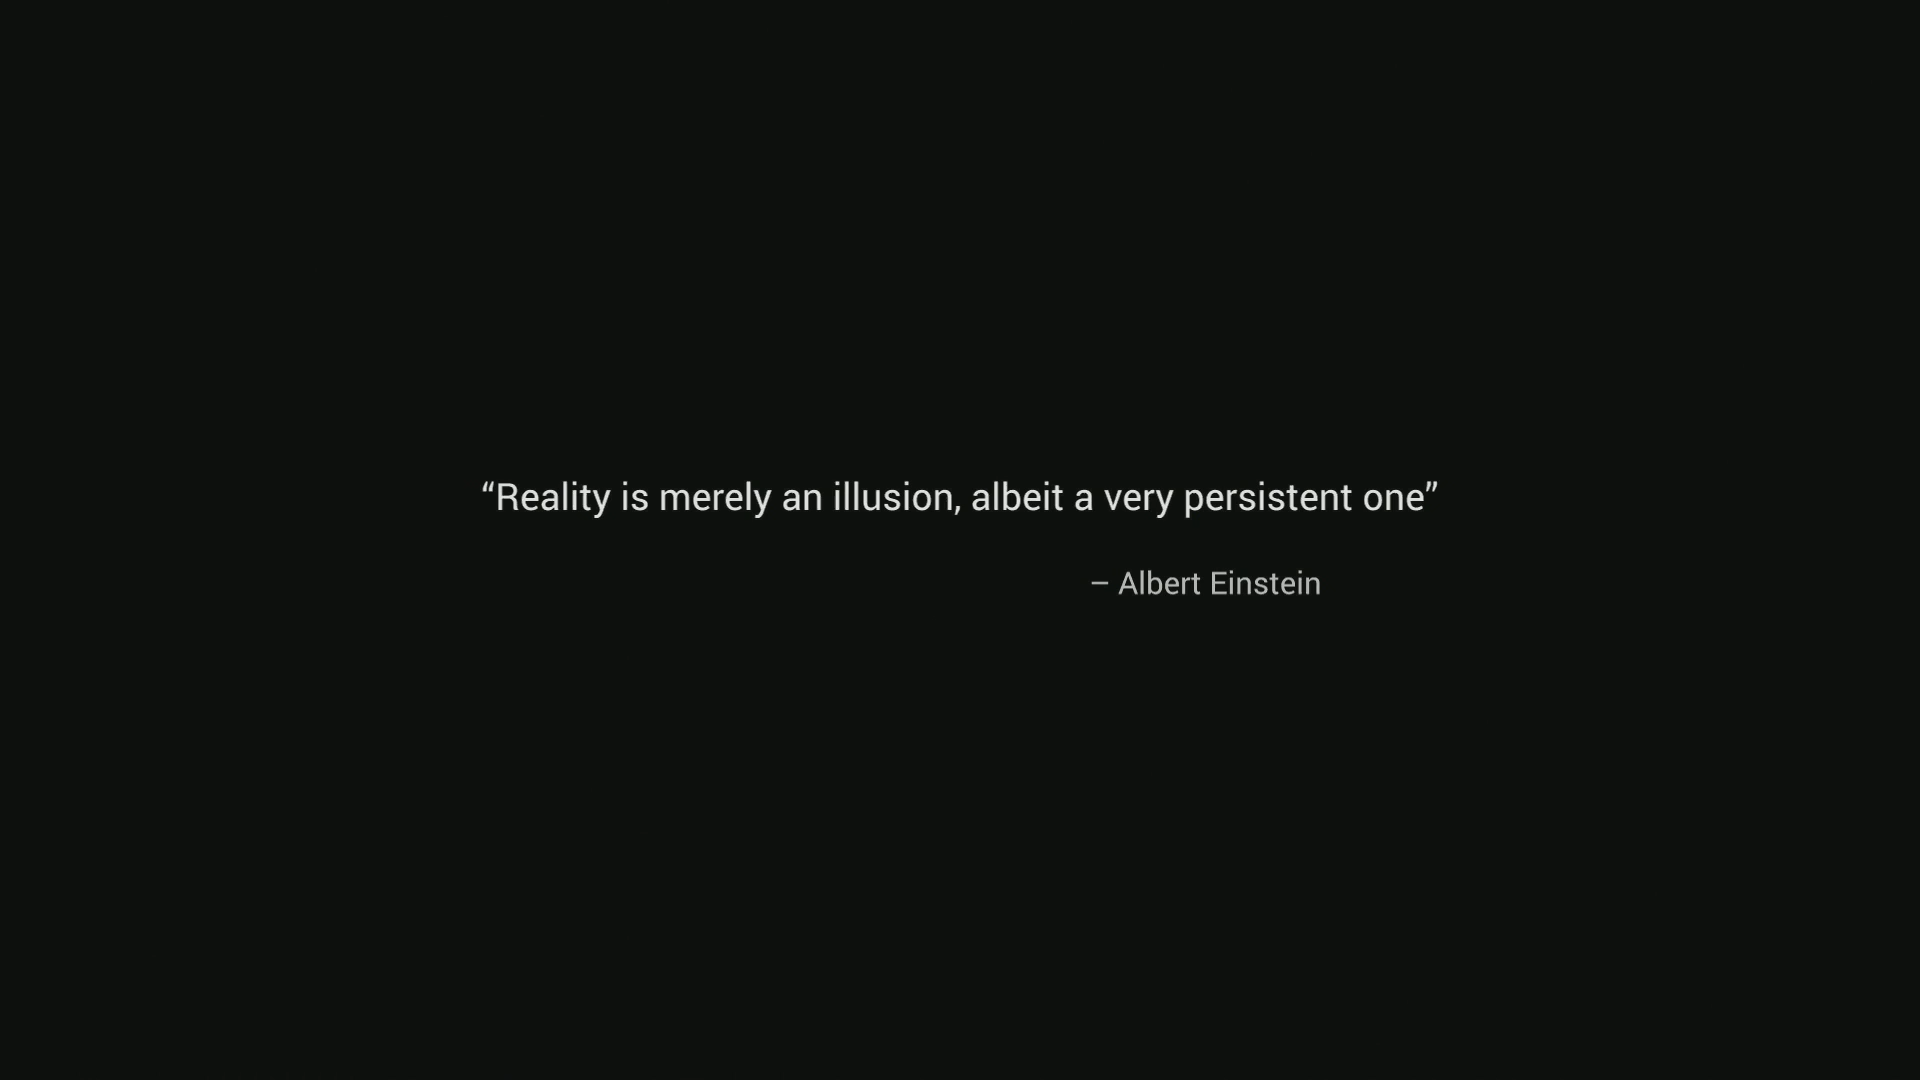 “Reality is merely an illusion, albeit a very persistent one”
– Albert Einstein